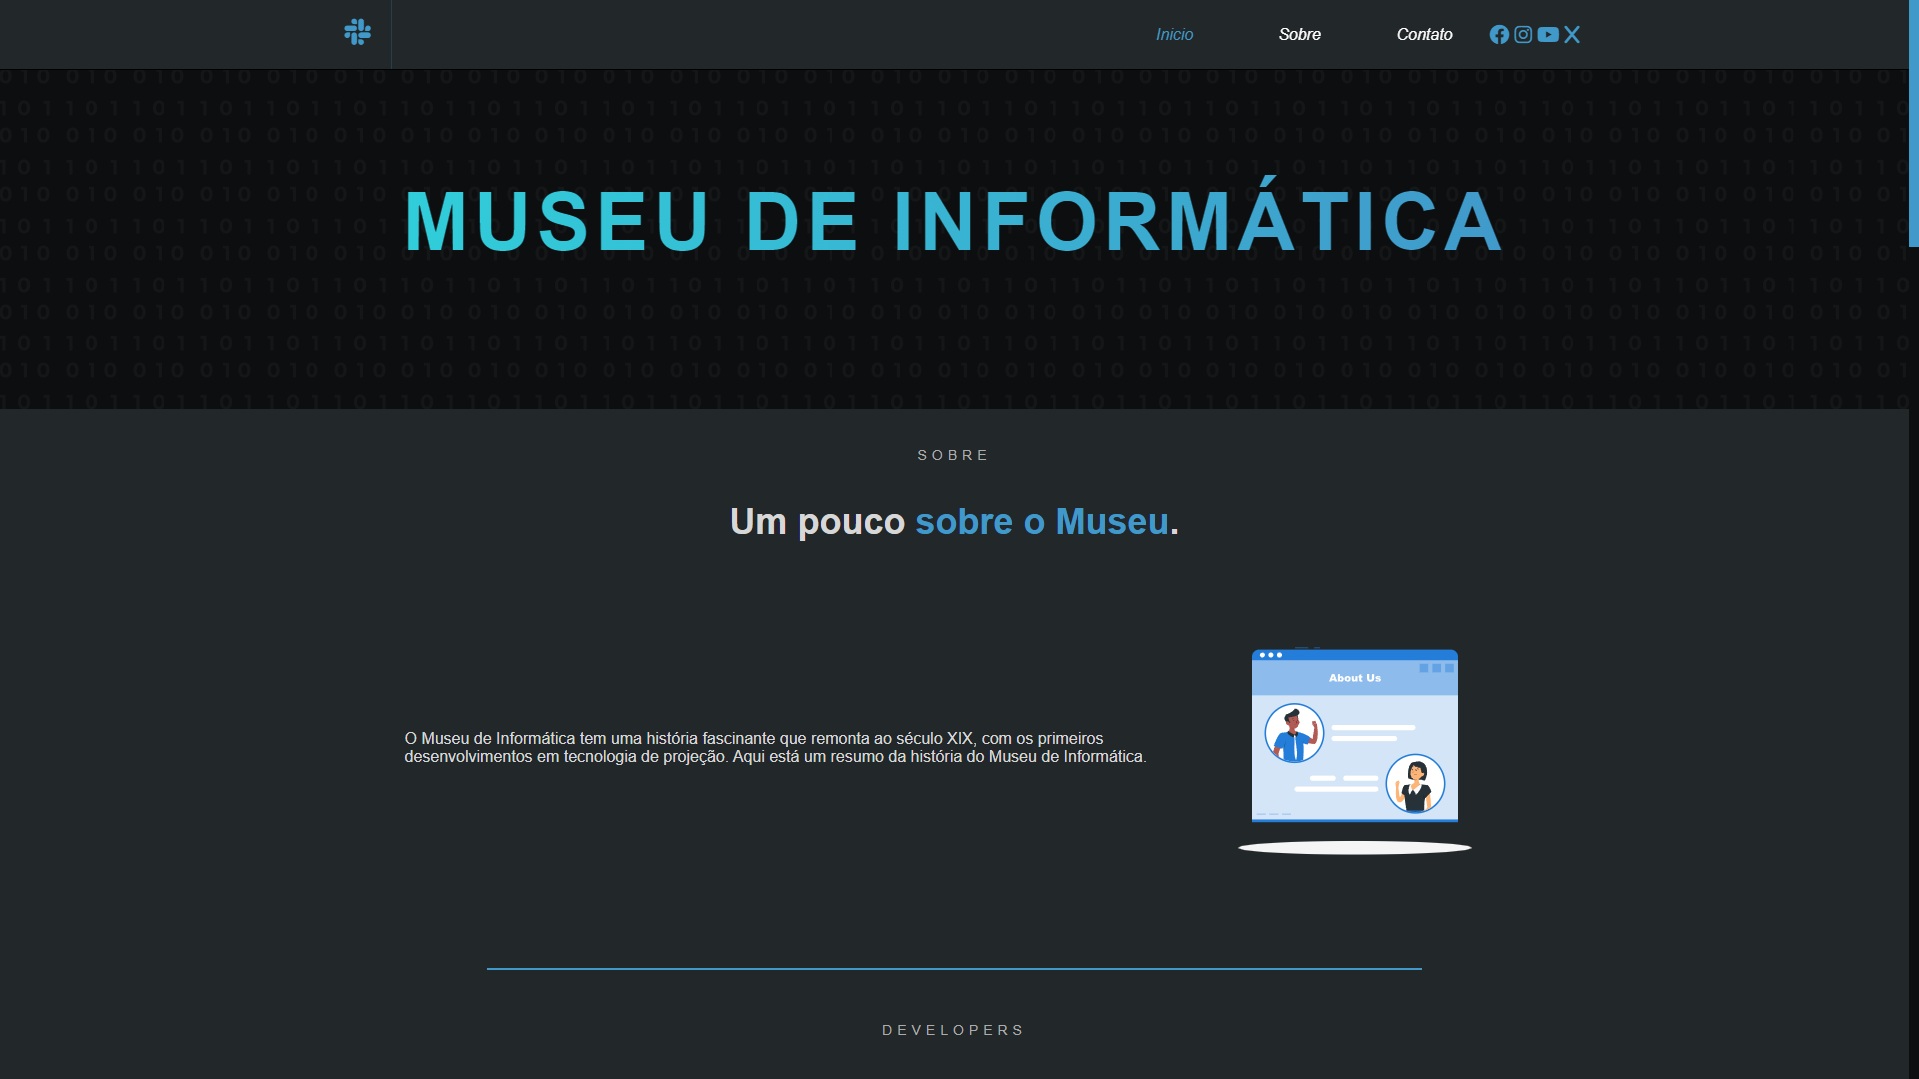 Inicio
Sobre
Contato
MUSEU DE INFORMÁTICA
SOBRE
Um pouco sobre o Museu.
About Us
O Museu de Informática tem uma história fascinante que remonta ao século XIX, com os primeiros
desenvolvimentos em tecnologia de projeção. Aqui está um resumo da história do Museu de Informática.
DEVELOPERS